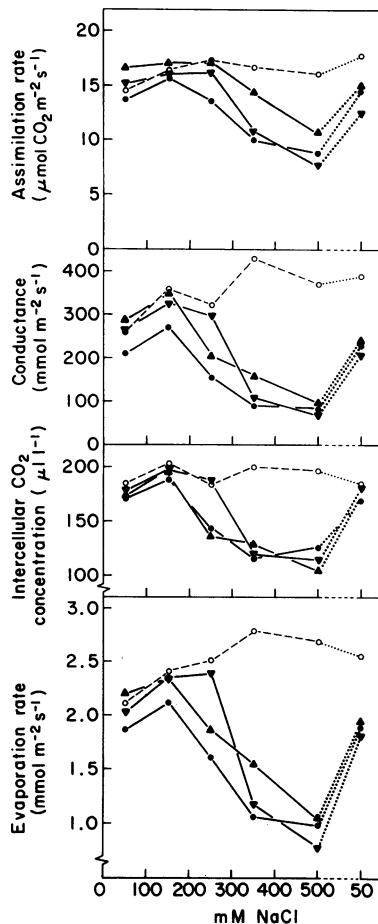 Assimilation rate
(μmol CO2 m-2 s-1)
20
15
10
5
0
Conductance
(mmol m-2 s-1)
400
300
200
100
0
Intercellular CO2
concentration (μl l-1)
200
150
100
Evaporation rate
(mmol m-2 s-1)
3.0
2.5
2.0
1.5
1.0
0 100 200 300 400 500 50
mM NaCl